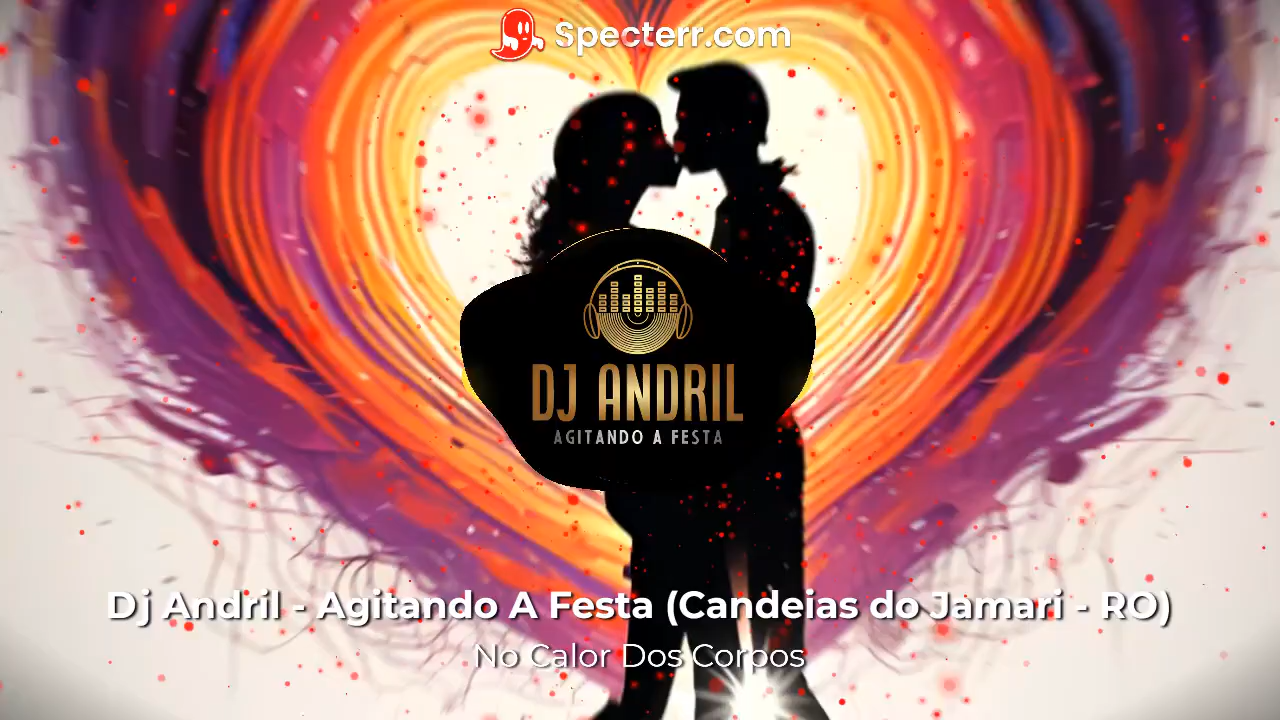 Specterr.com
DJ ANDRIL
AGITANDO A FESTA
Dj Andril - Agitando A Festa (Candeias do Jamari - RO)
No Calor Dos Corpos